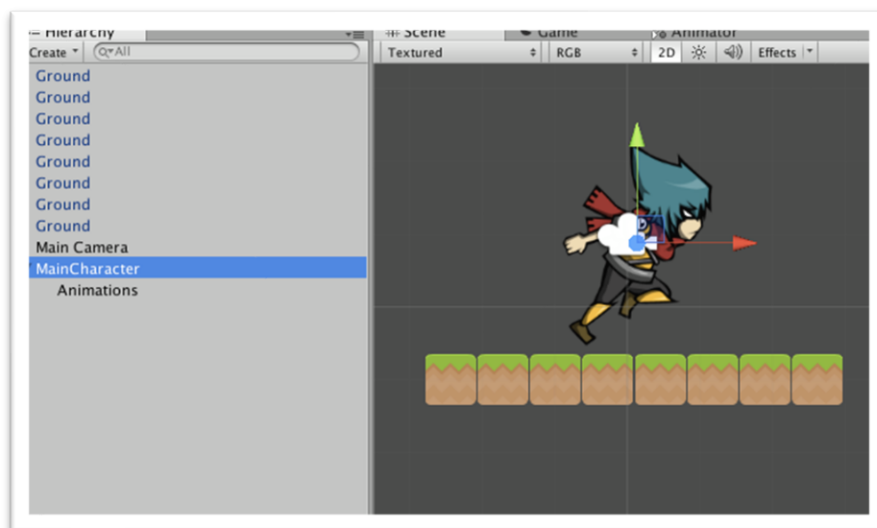 Hierarchy
Create
All
Ground
Ground
Ground
Ground
Ground
Ground
Ground
Ground
Main Camera
MainCharacter
Animations
Scene
Game
Animator
Textured
RGB
2D
Effects